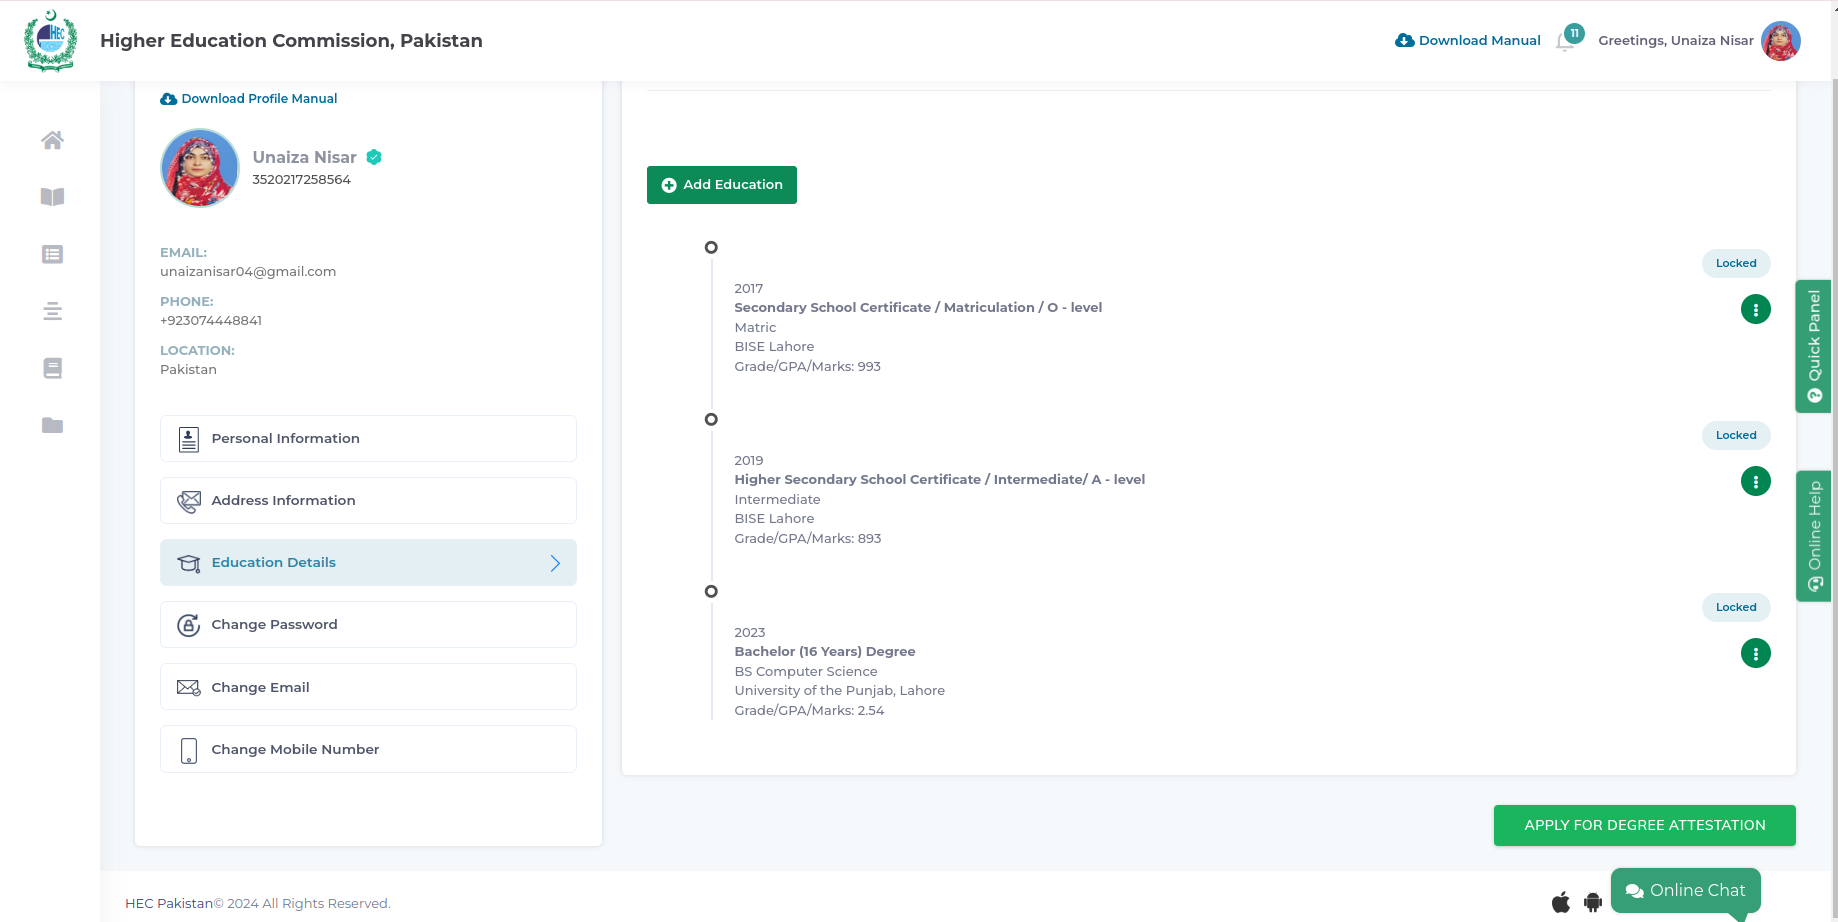 HEC
Higher Education Commission, Pakistan
Download Manual
11
Greetings, Unaiza Nisar
Download Profile Manual
Unaiza Nisar
3520217258564
EMAIL:
unaizanisar04@gmail.com
PHONE:
+923074448841
LOCATION:
Pakistan
Personal Information
Address Information
Education Details
Change Password
Change Email
Change Mobile Number
Add Education
Locked
2017
Secondary School Certificate / Matriculation / O - level
Matric
BISE Lahore
Grade/GPA/Marks: 993
Locked
2019
Higher Secondary School Certificate / Intermediate/ A - level
Intermediate
BISE Lahore
Grade/GPA/Marks: 893
Locked
2023
Bachelor (16 Years) Degree
BS Computer Science
University of the Punjab, Lahore
Grade/GPA/Marks: 2.54
Quick Panel
Online Help
APPLY FOR DEGREE ATTESTATION
HEC Pakistan© 2024 All Rights Reserved.
Online Chat